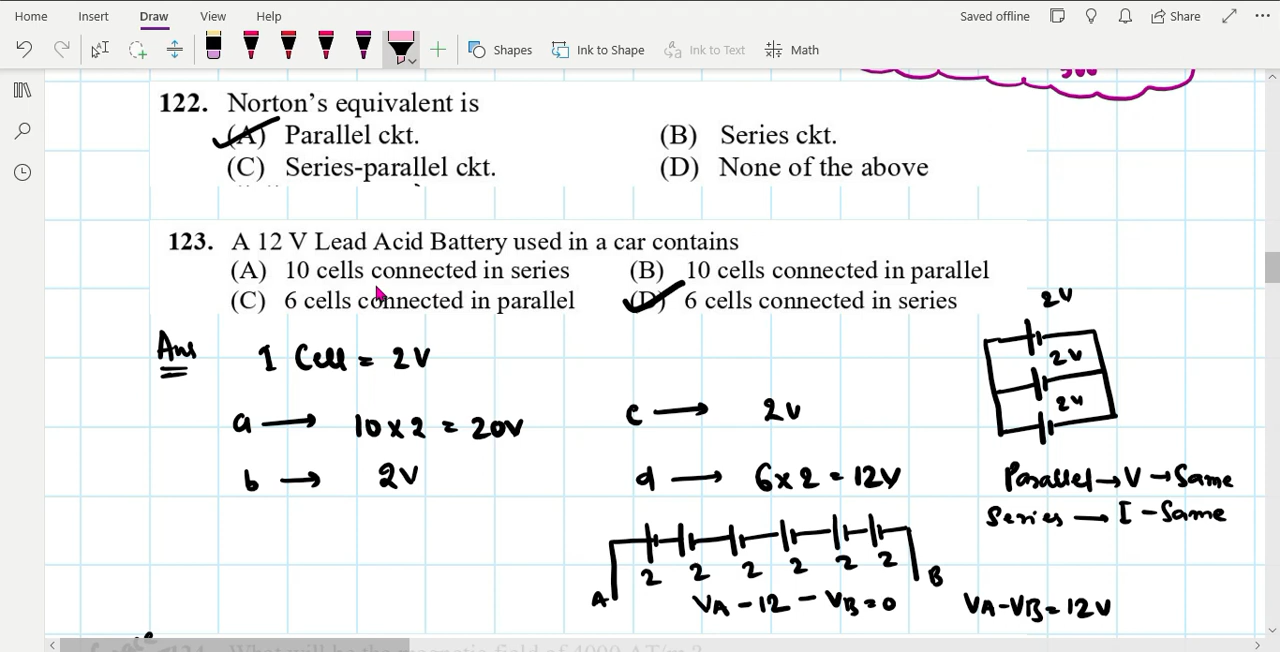 Home Insert Draw View Help Saved offline Share
Shapes Ink to Shape Ink to Text Math
122. Norton's equivalent is
(A) Parallel ckt. (B) Series ckt.
(C) Series-parallel ckt. (D) None of the above
123. A 12 V Lead Acid Battery used in a car contains
(A) 10 cells connected in series (B) 10 cells connected in parallel
(C) 6 cells connected in parallel (D) 6 cells connected in series
2V
Ans 1 Cell = 2V
2V
2V
a → 10 x 2 = 20V c → 2V
b → 2V d → 6 x 2 = 12V
Parallel → V → Same
Series → I - Same
2 2 2 2 2 2
A B
VA - 12 - VB = 0 VA - VB = 12V